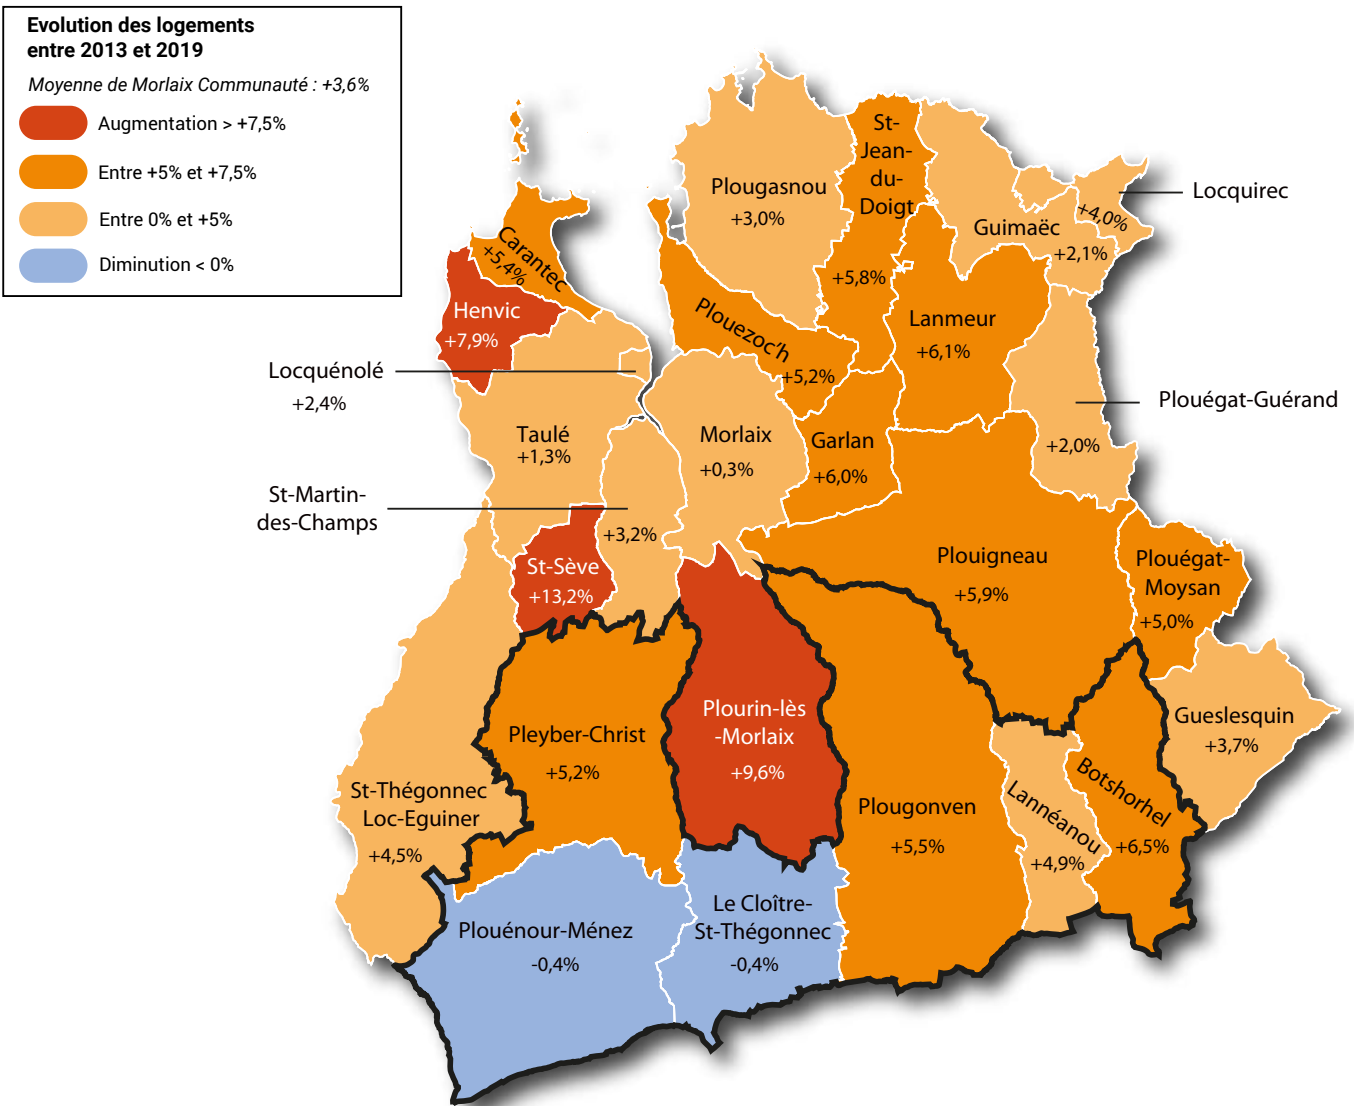 Evolution des logements
entre 2013 et 2019
Moyenne de Morlaix Communauté : +3,6%
Augmentation > +7,5%
Entre +5% et +7,5%
Entre 0% et +5%
Diminution < 0%
St-
Jean-
du-
Doigt
+5,8%
Plougasnou
+3,0%
Locquirec
+4,0%
Guimaëc
+2,1%
Carantec
+5,4%
Henvic
+7,9%
Plouezoc'h
+5,2%
Lanmeur
+6,1%
Locquénolé
+2,4%
Plouégat-Guérand
+2,0%
Taulé
+1,3%
Morlaix
+0,3%
Garlan
+6,0%
St-Martin-
des-Champs
+3,2%
St-Sève
+13,2%
Plouigneau
+5,9%
Plouégat-
Moysan
+5,0%
Pleyber-Christ
+5,2%
Plourin-lès
-Morlaix
+9,6%
Gueslesquin
+3,7%
St-Thégonnec
Loc-Eguiner
+4,5%
Plougonven
+5,5%
Lannéanou
+4,9%
Botshorhel
+6,5%
Plouénour-Ménez
-0,4%
Le Cloître-
St-Thégonnec
-0,4%